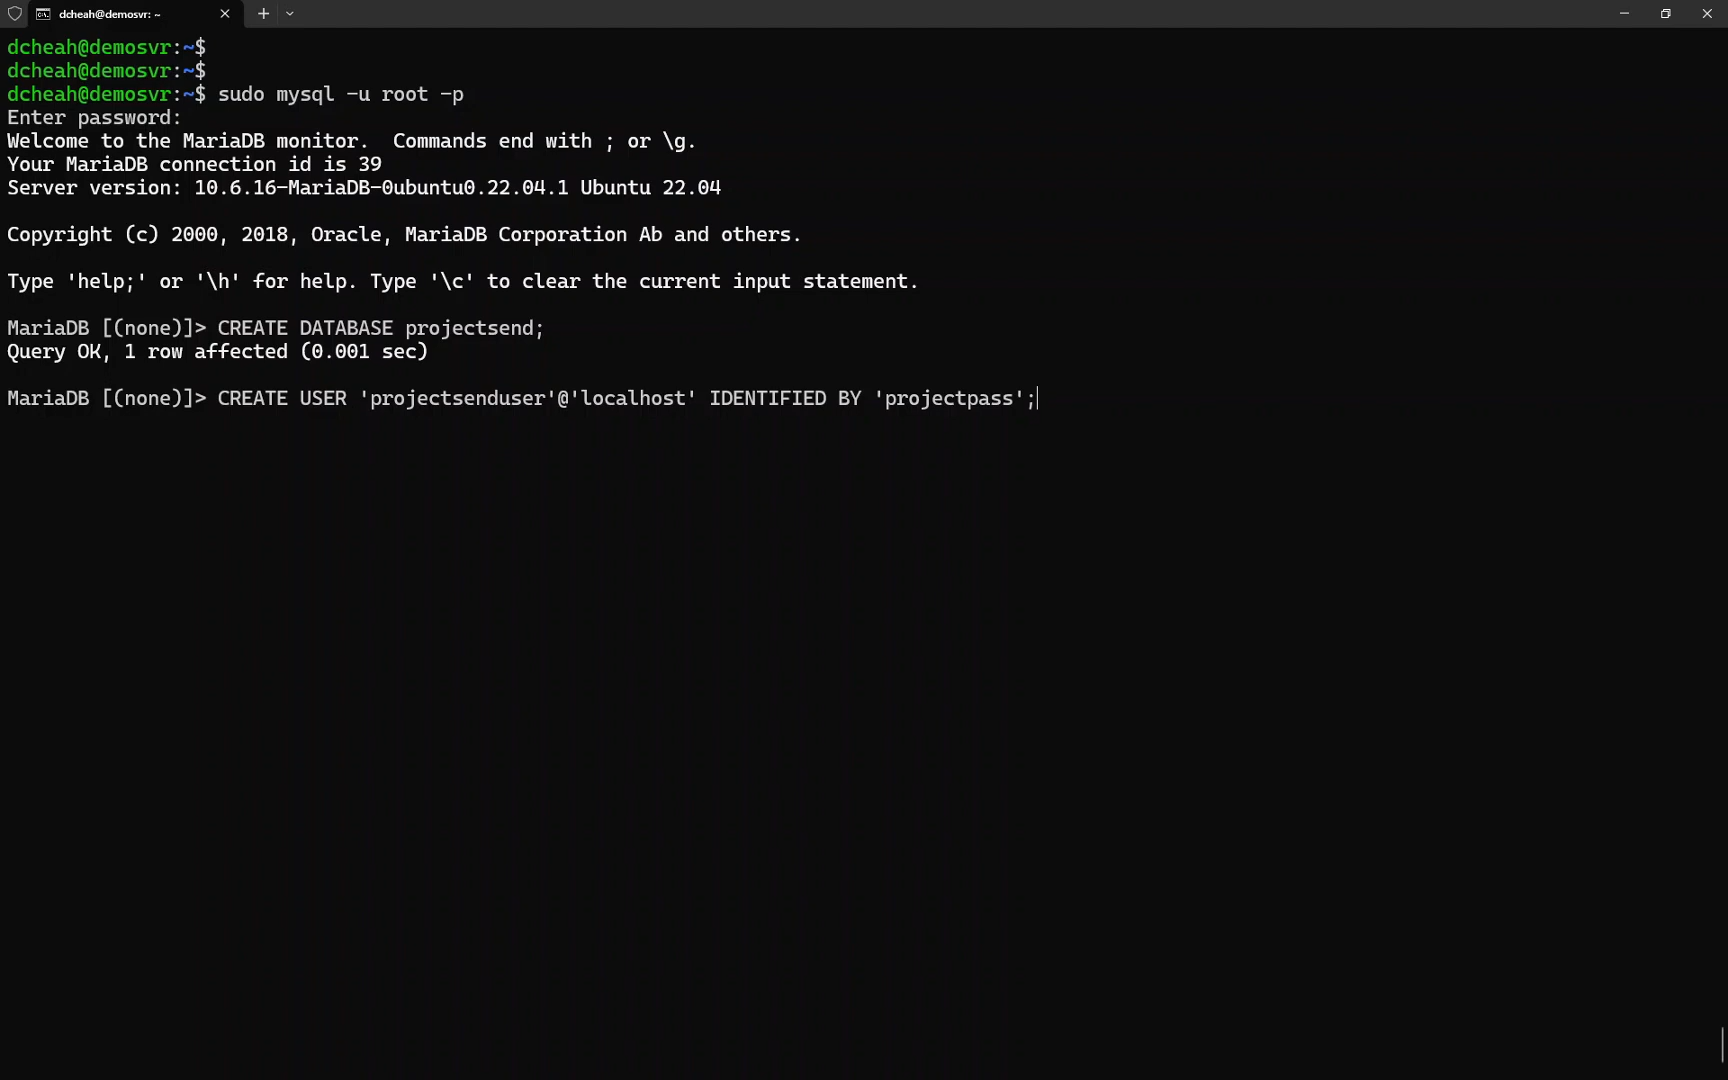 dcheah@demosvr: ~
dcheah@demosvr:~$
dcheah@demosvr:~$
dcheah@demosvr:~$ sudo mysql -u root -p
Enter password:
Welcome to the MariaDB monitor.  Commands end with ; or \g.
Your MariaDB connection id is 39
Server version: 10.6.16-MariaDB-0ubuntu0.22.04.1 Ubuntu 22.04
Copyright (c) 2000, 2018, Oracle, MariaDB Corporation Ab and others.
Type 'help;' or '\h' for help. Type '\c' to clear the current input statement.
MariaDB [(none)]> CREATE DATABASE projectsend;
Query OK, 1 row affected (0.001 sec)
MariaDB [(none)]> CREATE USER 'projectsenduser'@'localhost' IDENTIFIED BY 'projectpass';